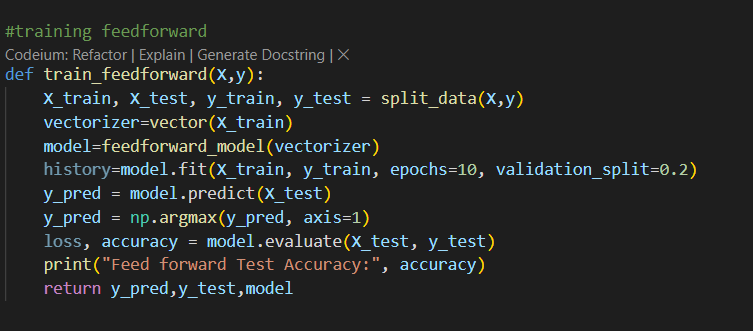 #training feedforward
Codeium: Refactor | Explain | Generate Docstring | ×
def train_feedforward(X,y):
    X_train, X_test, y_train, y_test = split_data(X,y)
    vectorizer=vector(X_train)
    model=feedforward_model(vectorizer)
    history=model.fit(X_train, y_train, epochs=10, validation_split=0.2)
    y_pred = model.predict(X_test)
    y_pred = np.argmax(y_pred, axis=1)
    loss, accuracy = model.evaluate(X_test, y_test)
    print("Feed forward Test Accuracy:", accuracy)
    return y_pred,y_test,model